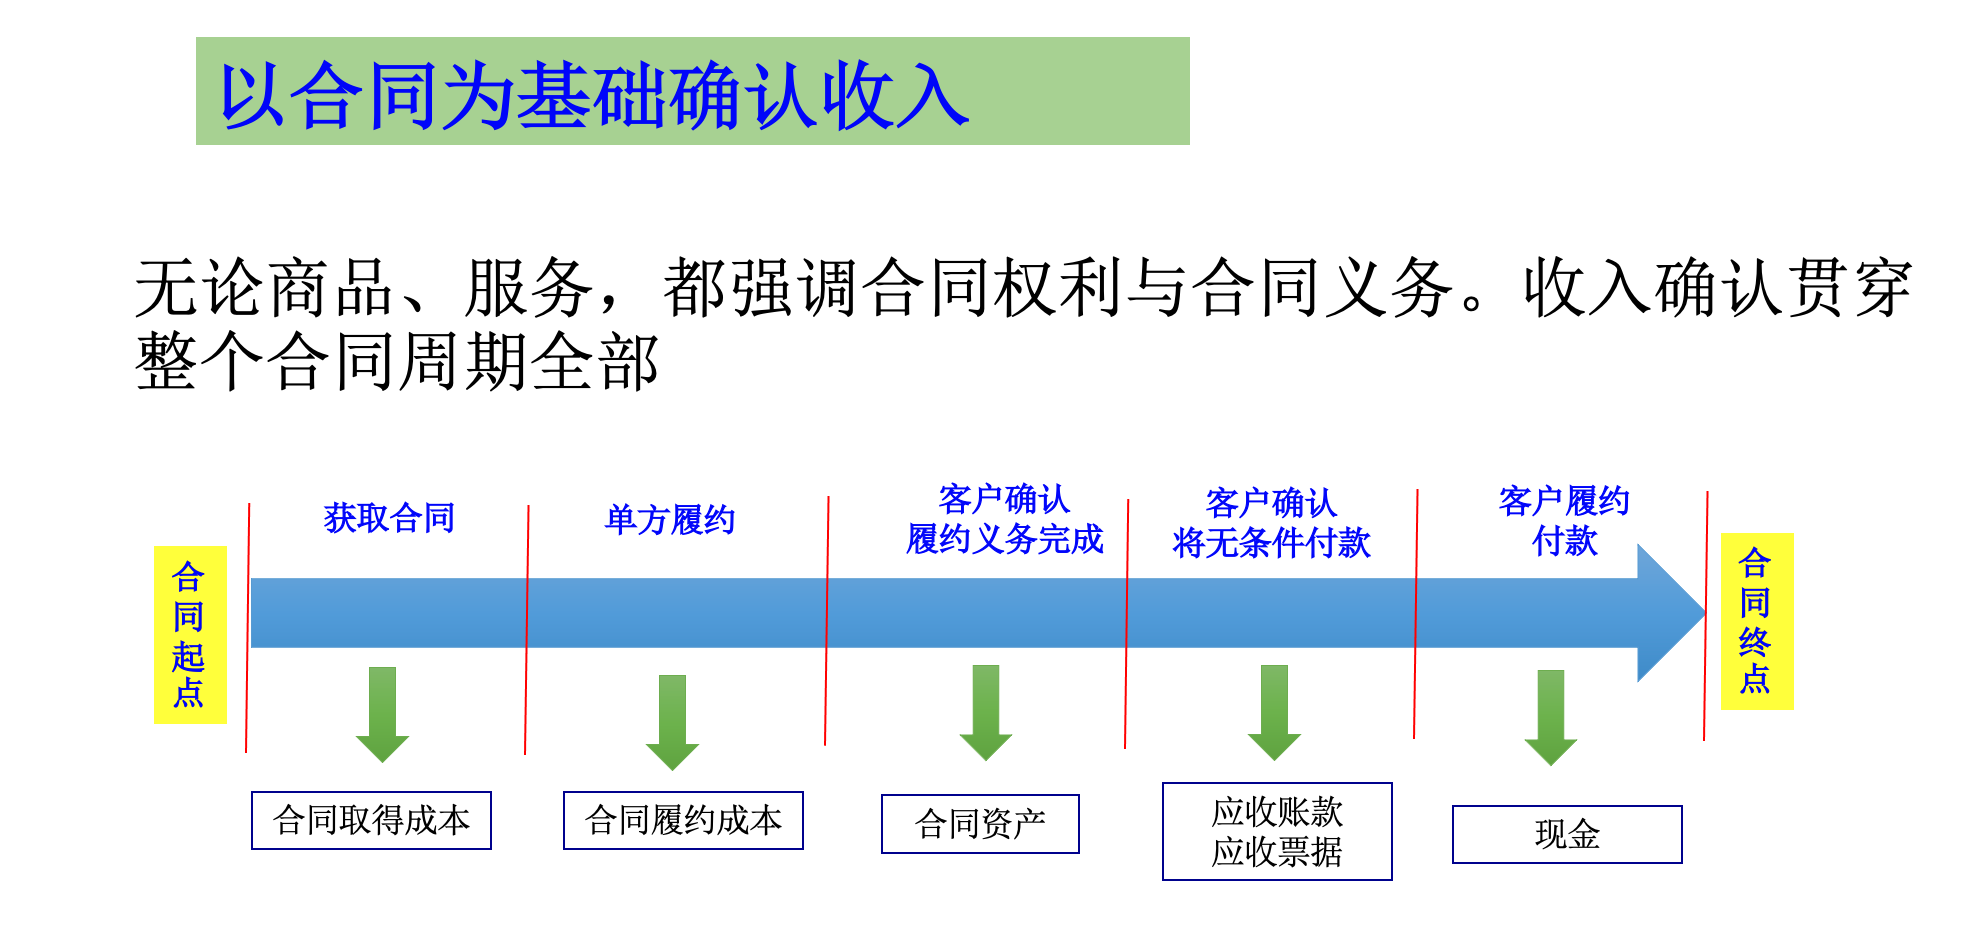 以合同为基础确认收入
无论商品、服务，都强调合同权利与合同义务。收入确认贯穿
整个合同周期全部
合同起点
获取合同
单方履约
客户确认
履约义务完成
客户确认
将无条件付款
客户履约
付款
合同终点
合同取得成本
合同履约成本
合同资产
应收账款
应收票据
现金